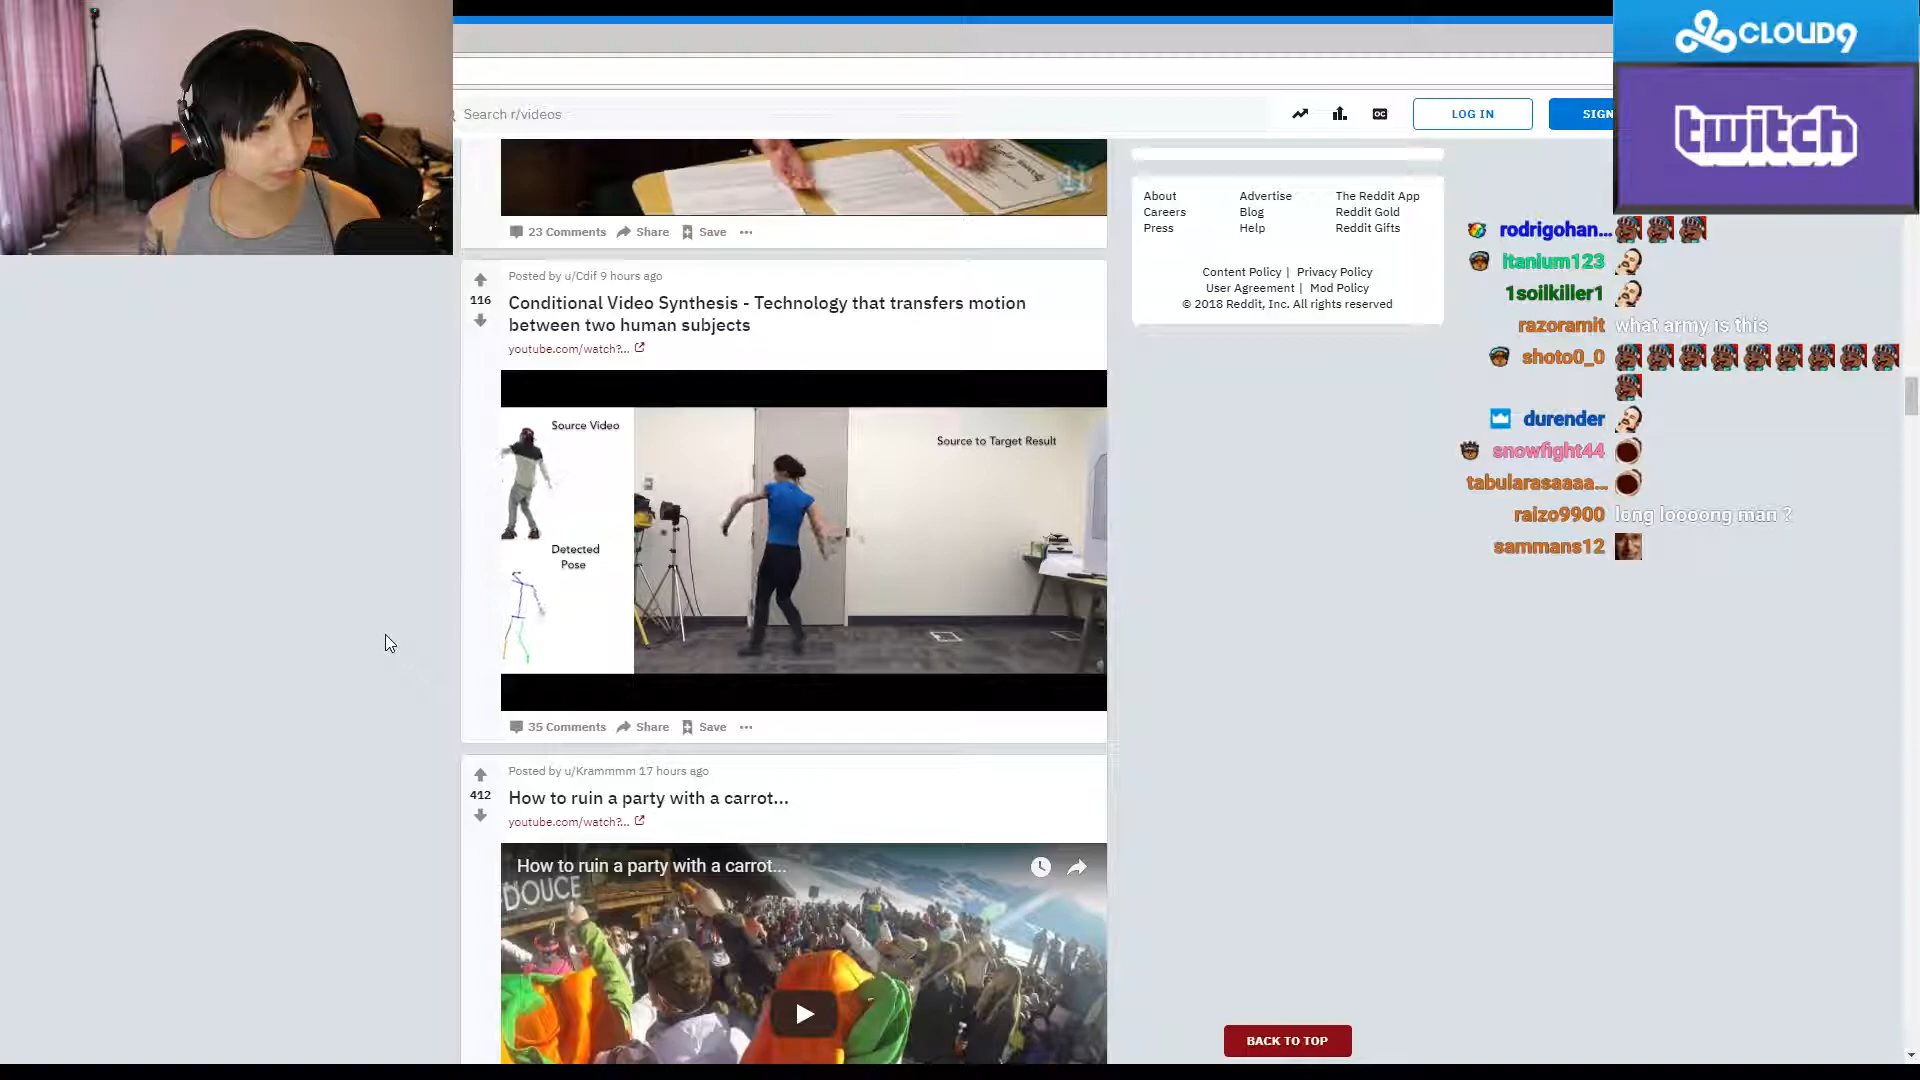 CLOUD9
twitch
Search r/videos
LOG IN
SIGN
23 Comments
Share
Save
About
Advertise
The Reddit App
Careers
Blog
Reddit Gold
Press
Help
Reddit Gifts
Content Policy | Privacy Policy
User Agreement | Mod Policy
© 2018 Reddit, Inc. All rights reserved
Posted by u/Cdif 9 hours ago
116
Conditional Video Synthesis - Technology that transfers motion
between two human subjects
youtube.com/watch?...
Source Video
Source to Target Result
Detected
Pose
35 Comments
Share
Save
Posted by u/Krammmm 17 hours ago
412
How to ruin a party with a carrot...
youtube.com/watch?...
How to ruin a party with a carrot...
DOUCE
BACK TO TOP
rodrigohan...
itanium123
1soilkiller1
razoramit what army is this
shoto0_0
durender
snowfight44
tabularasaaaa...
raizo9900 long loooong man ?
sammans12